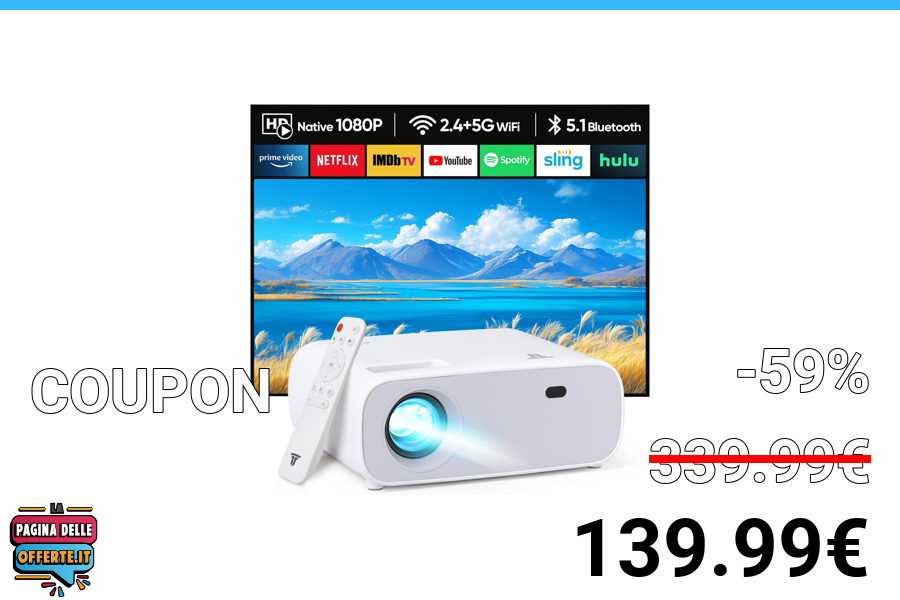 HD Native 1080P 2.4+5G WiFi 5.1 Bluetooth
prime video NETFLIX IMDb TV YouTube Spotify sling hulu
COUPON
-59%
339.99€
139.99€
LA
PAGINA DELLE
OFFERTE.IT